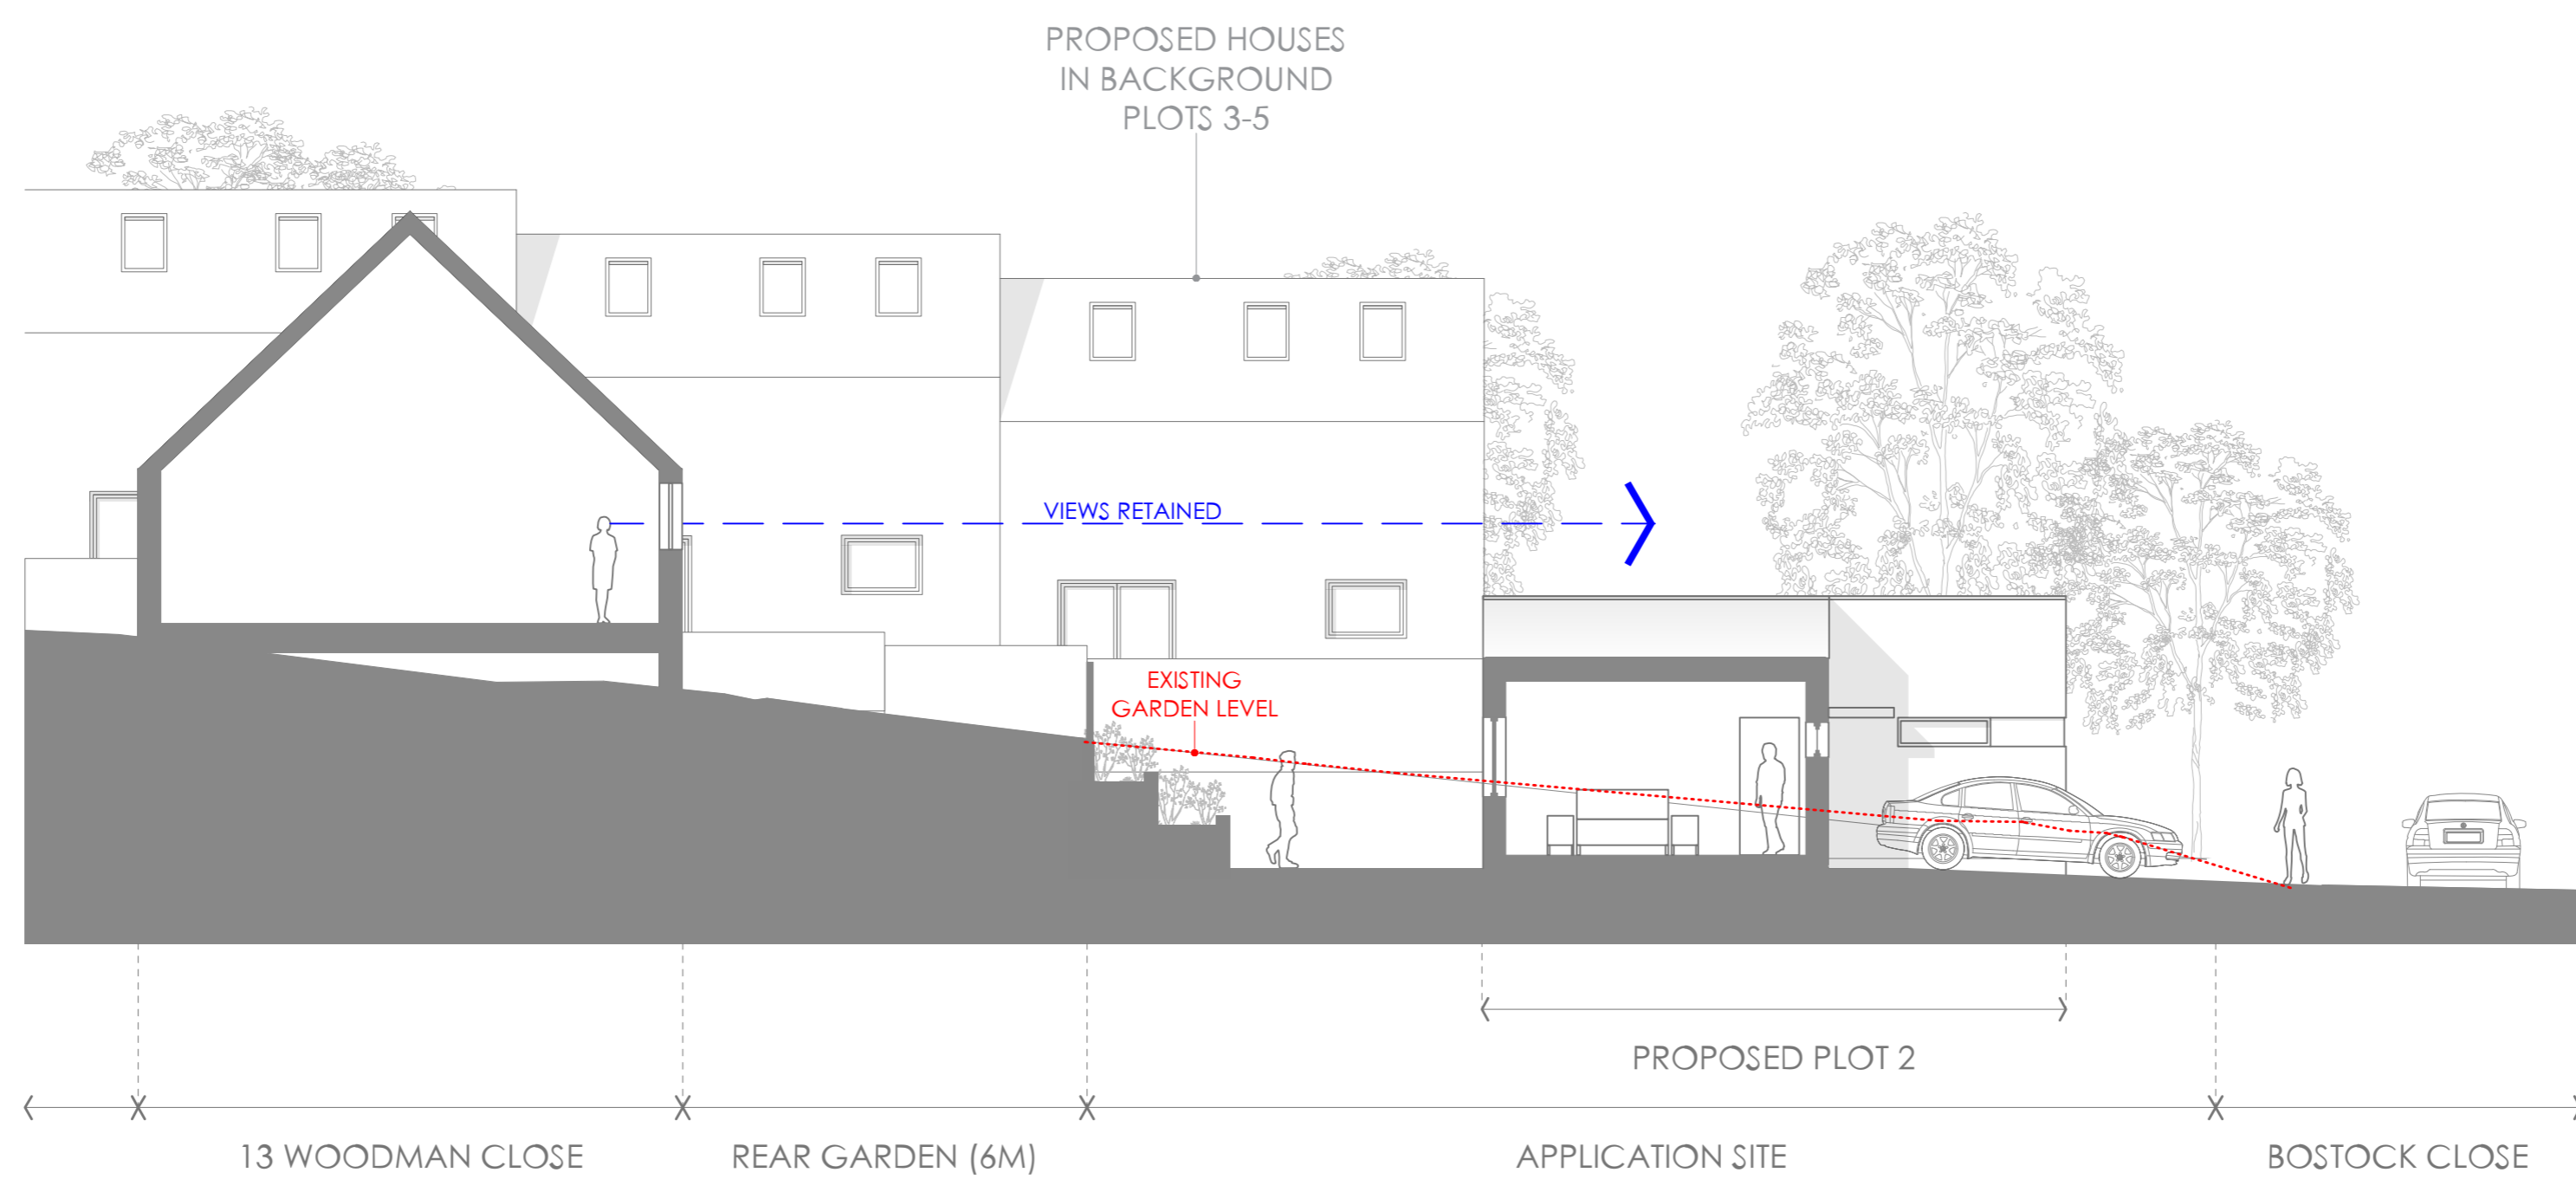 PROPOSED HOUSES
IN BACKGROUND
PLOTS 3-5
VIEWS RETAINED
EXISTING
GARDEN LEVEL
PROPOSED PLOT 2
13 WOODMAN CLOSE
REAR GARDEN (6M)
APPLICATION SITE
BOSTOCK CLOSE